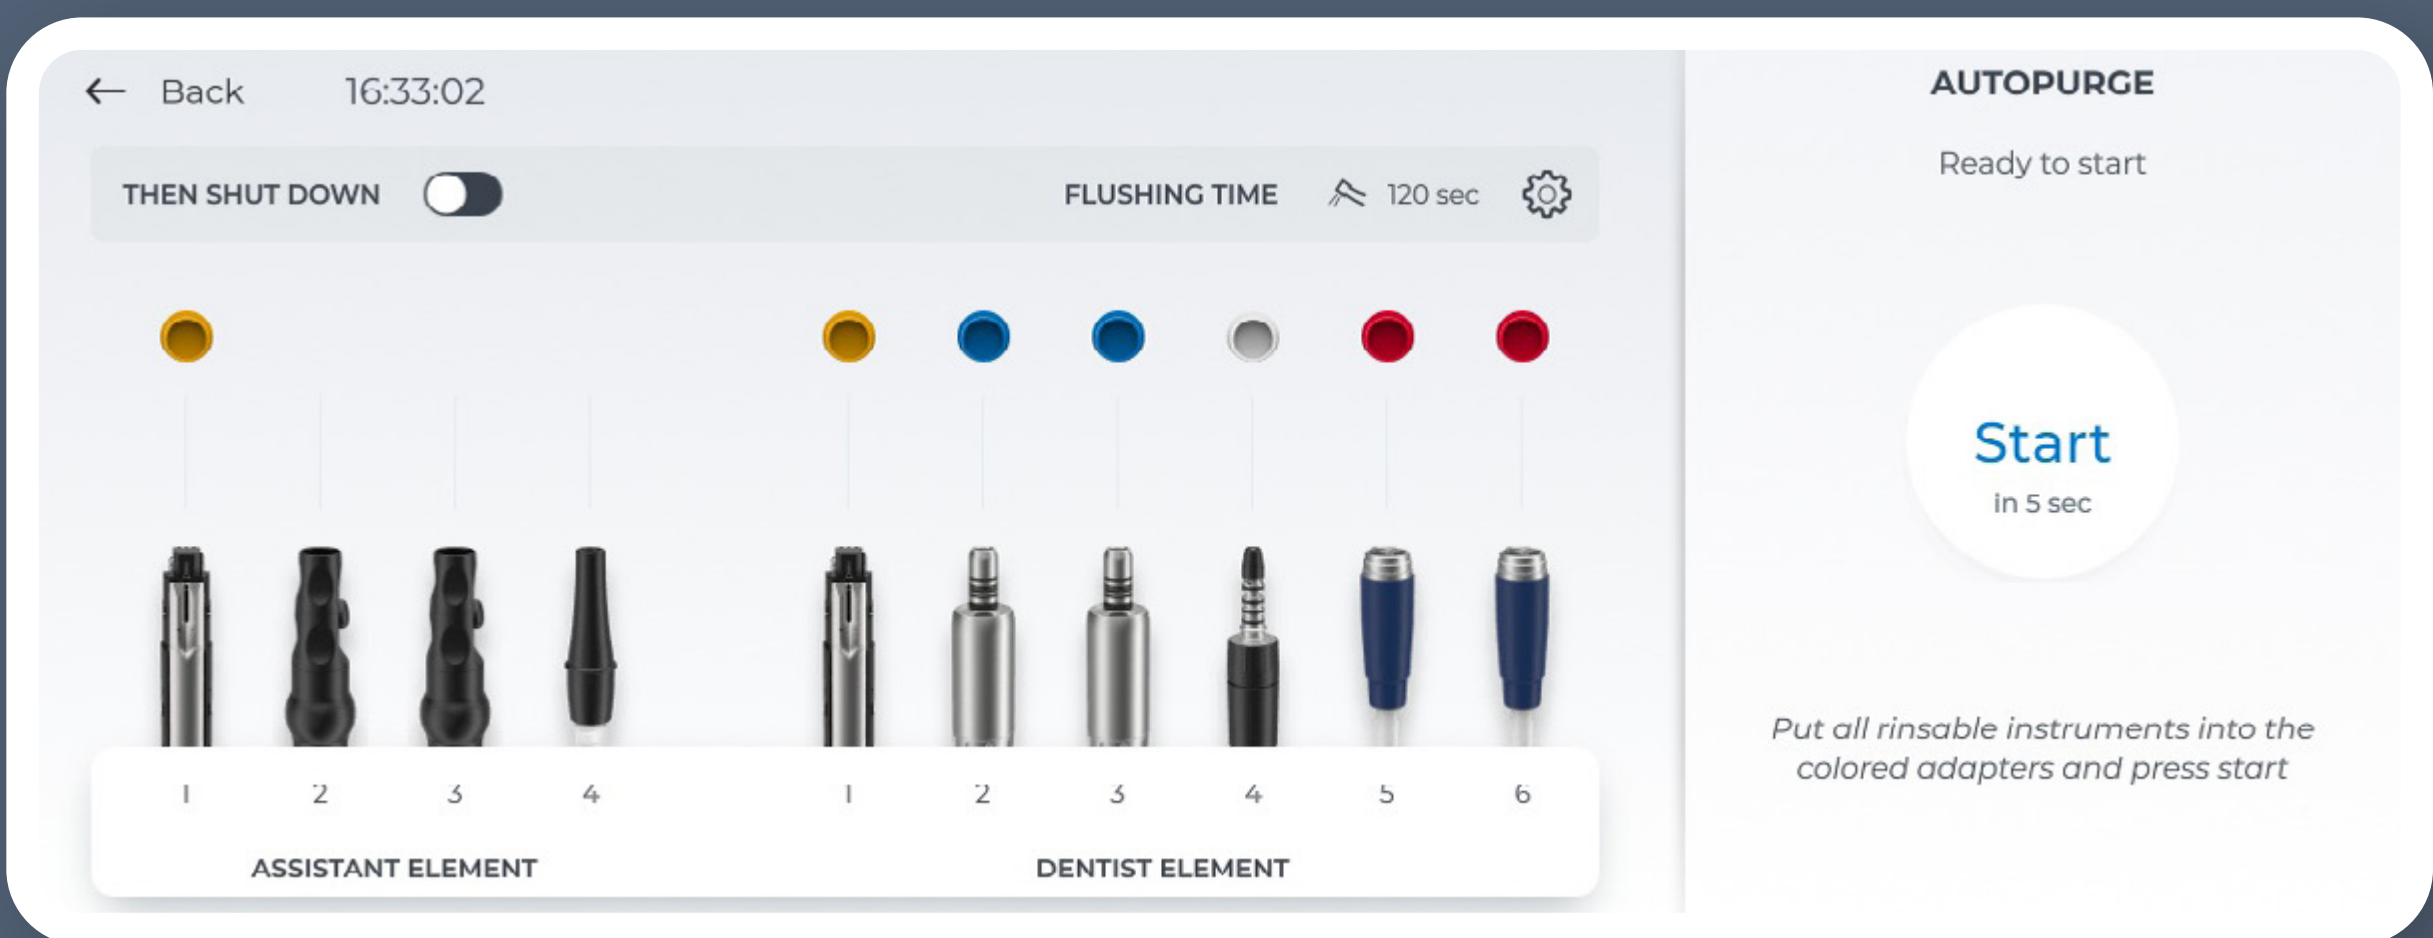 Back 16:33:02
THEN SHUT DOWN FLUSHING TIME 120 sec
1 2 3 4 1 2 3 4 5 6
ASSISTANT ELEMENT DENTIST ELEMENT
AUTOPURGE
Ready to start
Start
in 5 sec
Put all rinsable instruments into the
colored adapters and press start